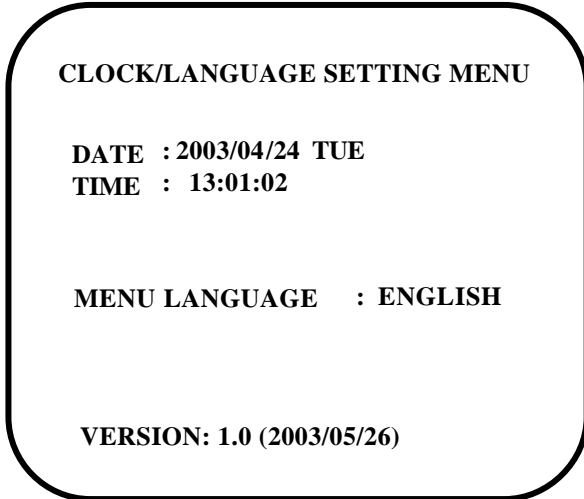 CLOCK/LANGUAGE SETTING MENU
DATE : 2003/04/24 TUE
TIME : 13:01:02
MENU LANGUAGE : ENGLISH
VERSION: 1.0 (2003/05/26)